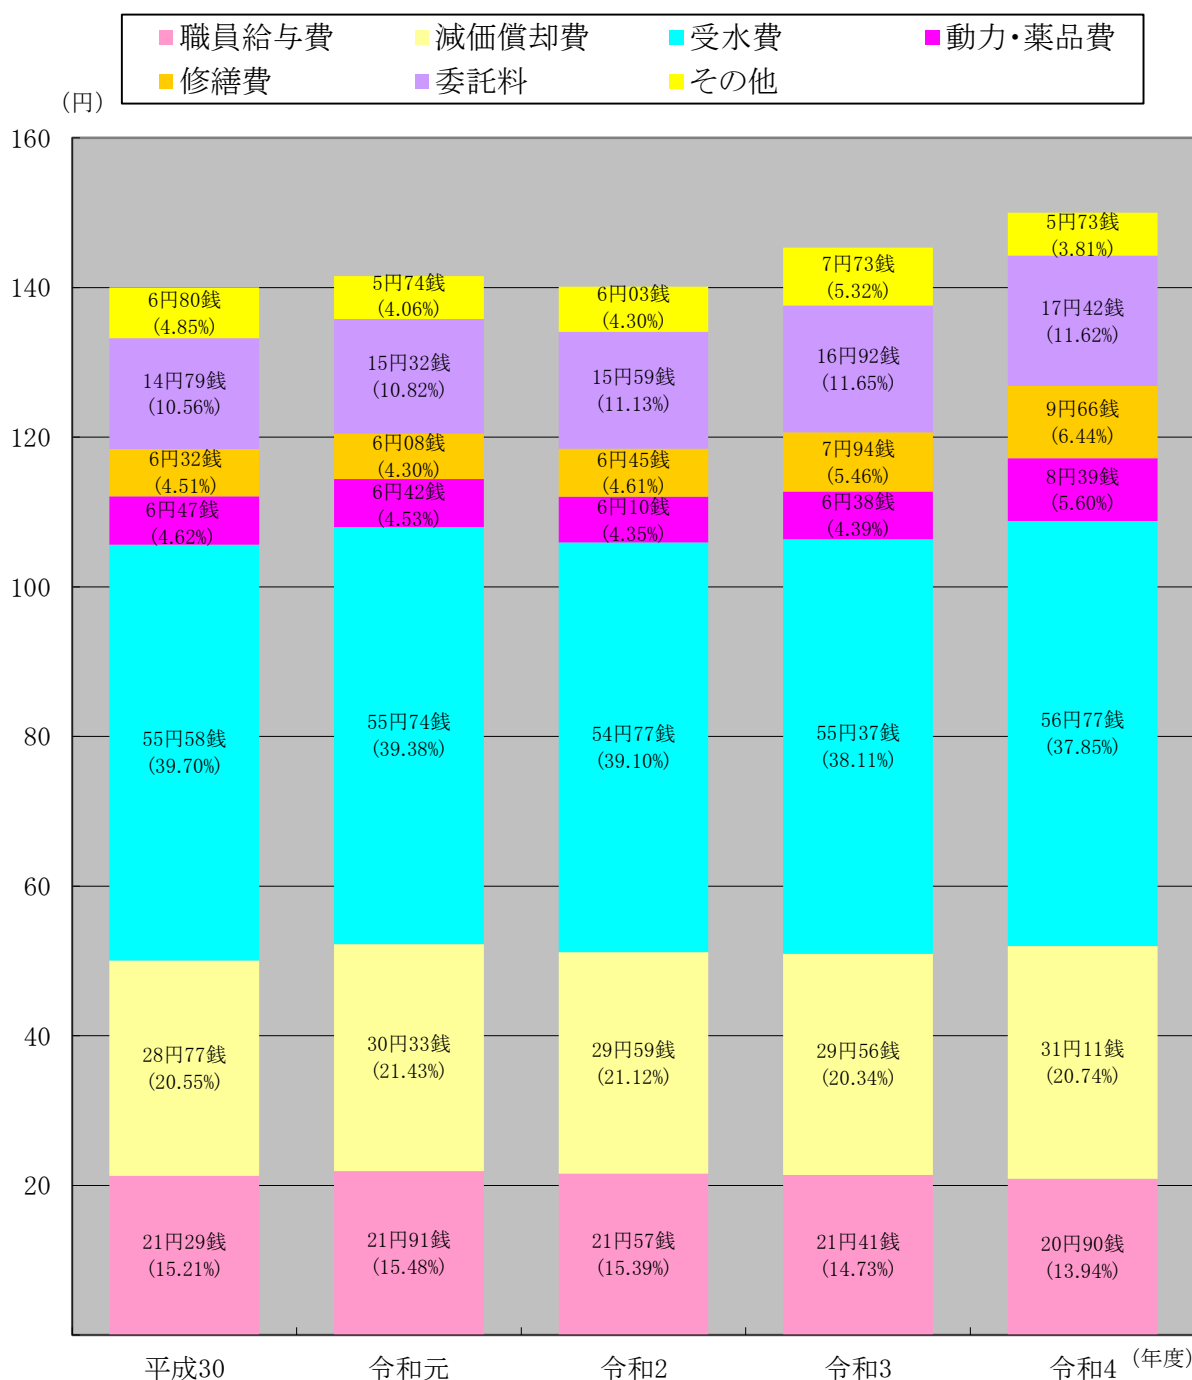 職員給与費 減価償却費 受水費 動力・薬品費
修繕費 委託料 その他
（円）
160
140
120
100
80
60
40
20
6円80銭
(4.85%)
14円79銭
(10.56%)
6円32銭
(4.51%)
6円47銭
(4.62%)
55円58銭
(39.70%)
28円77銭
(20.55%)
21円29銭
(15.21%)
5円74銭
(4.06%)
15円32銭
(10.82%)
6円08銭
(4.30%)
6円42銭
(4.53%)
55円74銭
(39.38%)
30円33銭
(21.43%)
21円91銭
(15.48%)
6円03銭
(4.30%)
15円59銭
(11.13%)
6円45銭
(4.61%)
6円10銭
(4.35%)
54円77銭
(39.10%)
29円59銭
(21.12%)
21円57銭
(15.39%)
7円73銭
(5.32%)
16円92銭
(11.65%)
7円94銭
(5.46%)
6円38銭
(4.39%)
55円37銭
(38.11%)
29円56銭
(20.34%)
21円41銭
(14.73%)
5円73銭
(3.81%)
17円42銭
(11.62%)
9円66銭
(6.44%)
8円39銭
(5.60%)
56円77銭
(37.85%)
31円11銭
(20.74%)
20円90銭
(13.94%)
平成30 令和元 令和2 令和3 令和4 （年度）